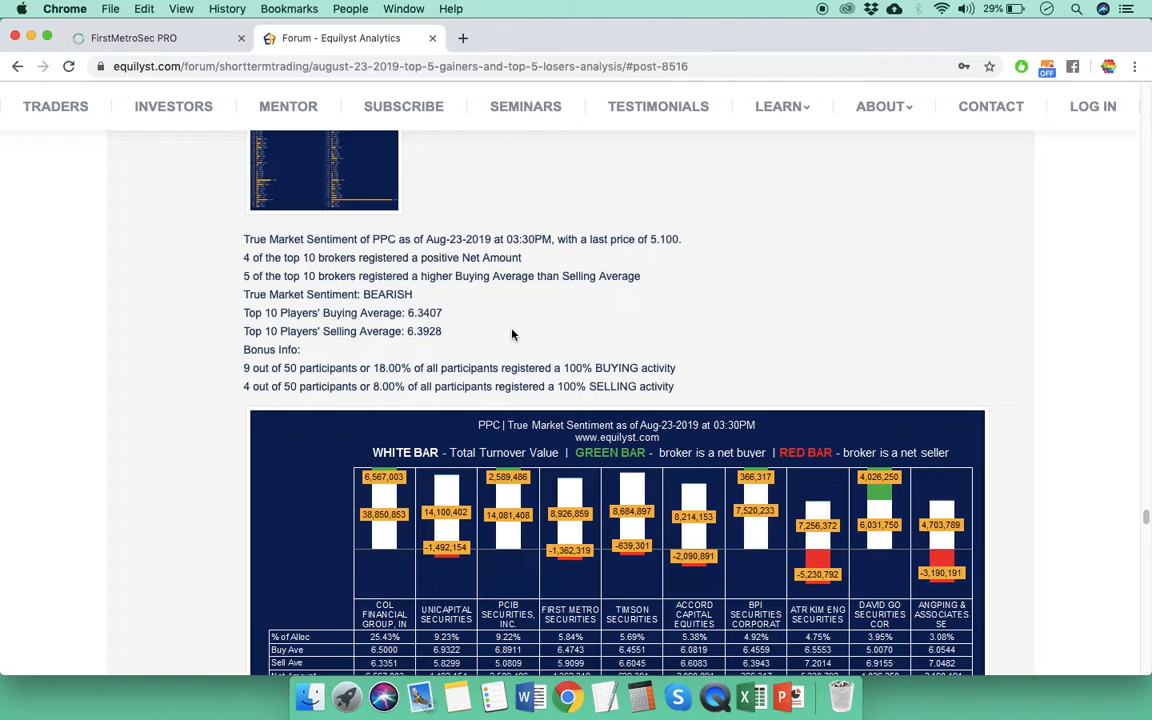 Chrome File Edit View History Bookmarks People Window Help 29%
FirstMetroSec PRO Forum - Equilyst Analytics
equilyst.com/forum/shorttermtrading/august-23-2019-top-5-gainers-and-top-5-losers-analysis/#post-8516 OFF
TRADERS INVESTORS MENTOR SUBSCRIBE SEMINARS TESTIMONIALS LEARN ABOUT CONTACT LOG IN
True Market Sentiment of PPC as of Aug-23-2019 at 03:30PM, with a last price of 5.100.
4 of the top 10 brokers registered a positive Net Amount
5 of the top 10 brokers registered a higher Buying Average than Selling Average
True Market Sentiment: BEARISH
Top 10 Players' Buying Average: 6.3407
Top 10 Players' Selling Average: 6.3928
Bonus Info:
9 out of 50 participants or 18.00% of all participants registered a 100% BUYING activity
4 out of 50 participants or 8.00% of all participants registered a 100% SELLING activity
PPC | True Market Sentiment as of Aug-23-2019 at 03:30PM
www.equilyst.com
WHITE BAR - Total Turnover Value | GREEN BAR - broker is a net buyer | RED BAR - broker is a net seller
6,567,003 2,589,486 366,317 4,026,250
38,850,853 14,100,402 14,081,408 8,926,859 8,684,897 8,214,153 7,520,233 7,256,372 6,031,750 4,703,789
-1,492,154 -1,362,319 -639,301 -2,090,891 -5,230,792 -3,190,191
COL FINANCIAL GROUP, IN UNICAPITAL SECURITIES PCIB SECURITIES, INC. FIRST METRO SECURITIES TIMSON SECURITIES ACCORD CAPITAL EQUITIES BPI SECURITIES CORPORAT ATR KIM ENG SECURITIES DAVID GO SECURITIES COR ANGPING & ASSOCIATES SE
% of Alloc 25.43% 9.23% 9.22% 5.84% 5.69% 5.38% 4.92% 4.75% 3.95% 3.08%
Buy Ave 6.5000 6.9322 6.8911 6.4743 6.4551 6.0819 6.4559 6.5553 5.0070 6.0544
Sell Ave 6.3351 5.8299 5.0809 5.9099 6.6045 6.6083 6.3943 7.2014 6.9155 7.0482